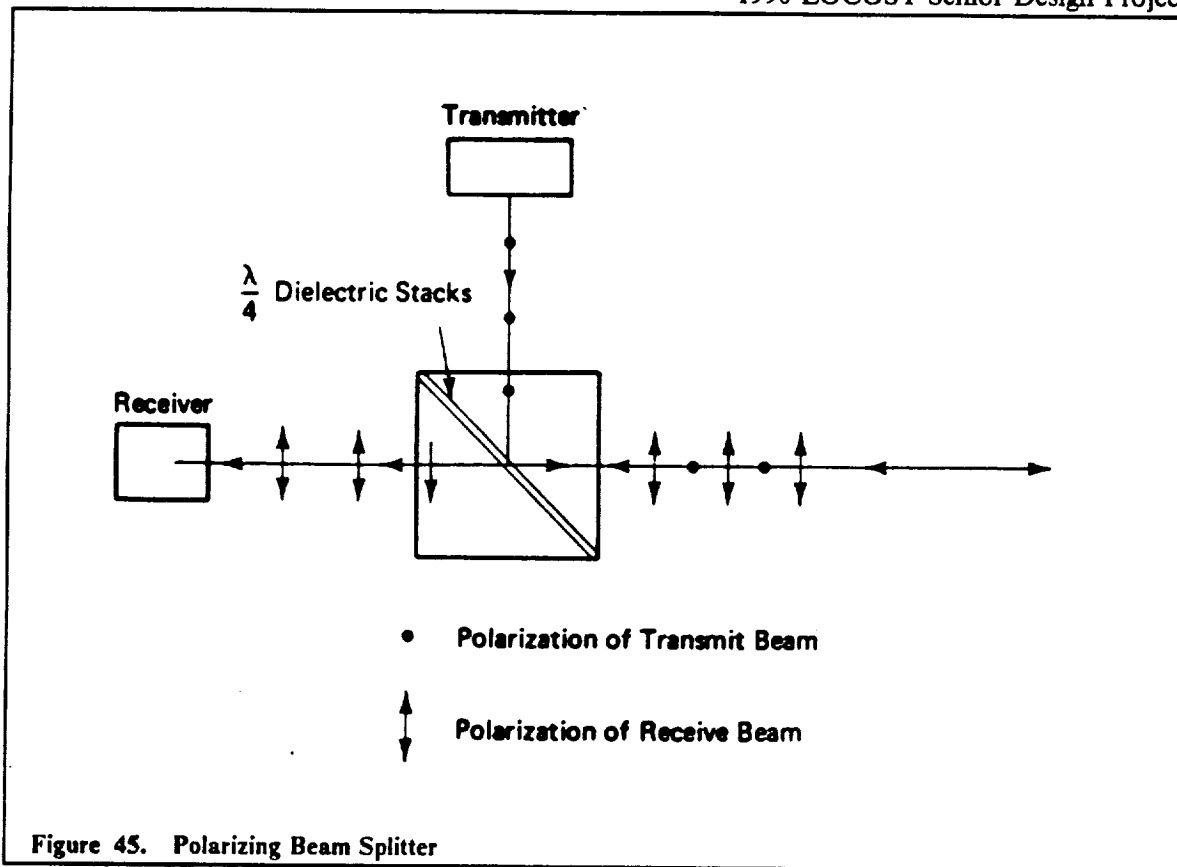 Transmitter
λ
4
Dielectric Stacks
Receiver
Polarization of Transmit Beam
Polarization of Receive Beam
Figure 45. Polarizing Beam Splitter